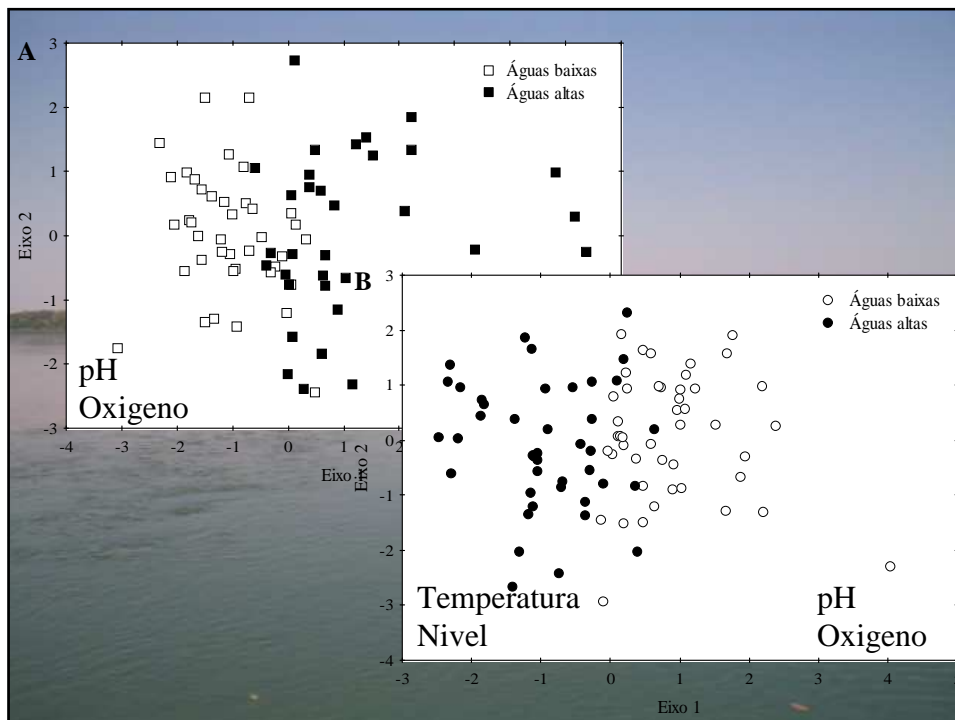 A
3
2
1
0
-1
-2
-3
Eixo 2
-4
-3
-2
-1
0
1
2
Águas baixas
Águas altas
pH
Oxigeno
B
3
2
1
0
-1
-2
-3
-4
Eixo 2
-3
-2
-1
0
1
2
3
4
Eixo 1
Águas baixas
Águas altas
Temperatura
Nivel
pH
Oxigeno